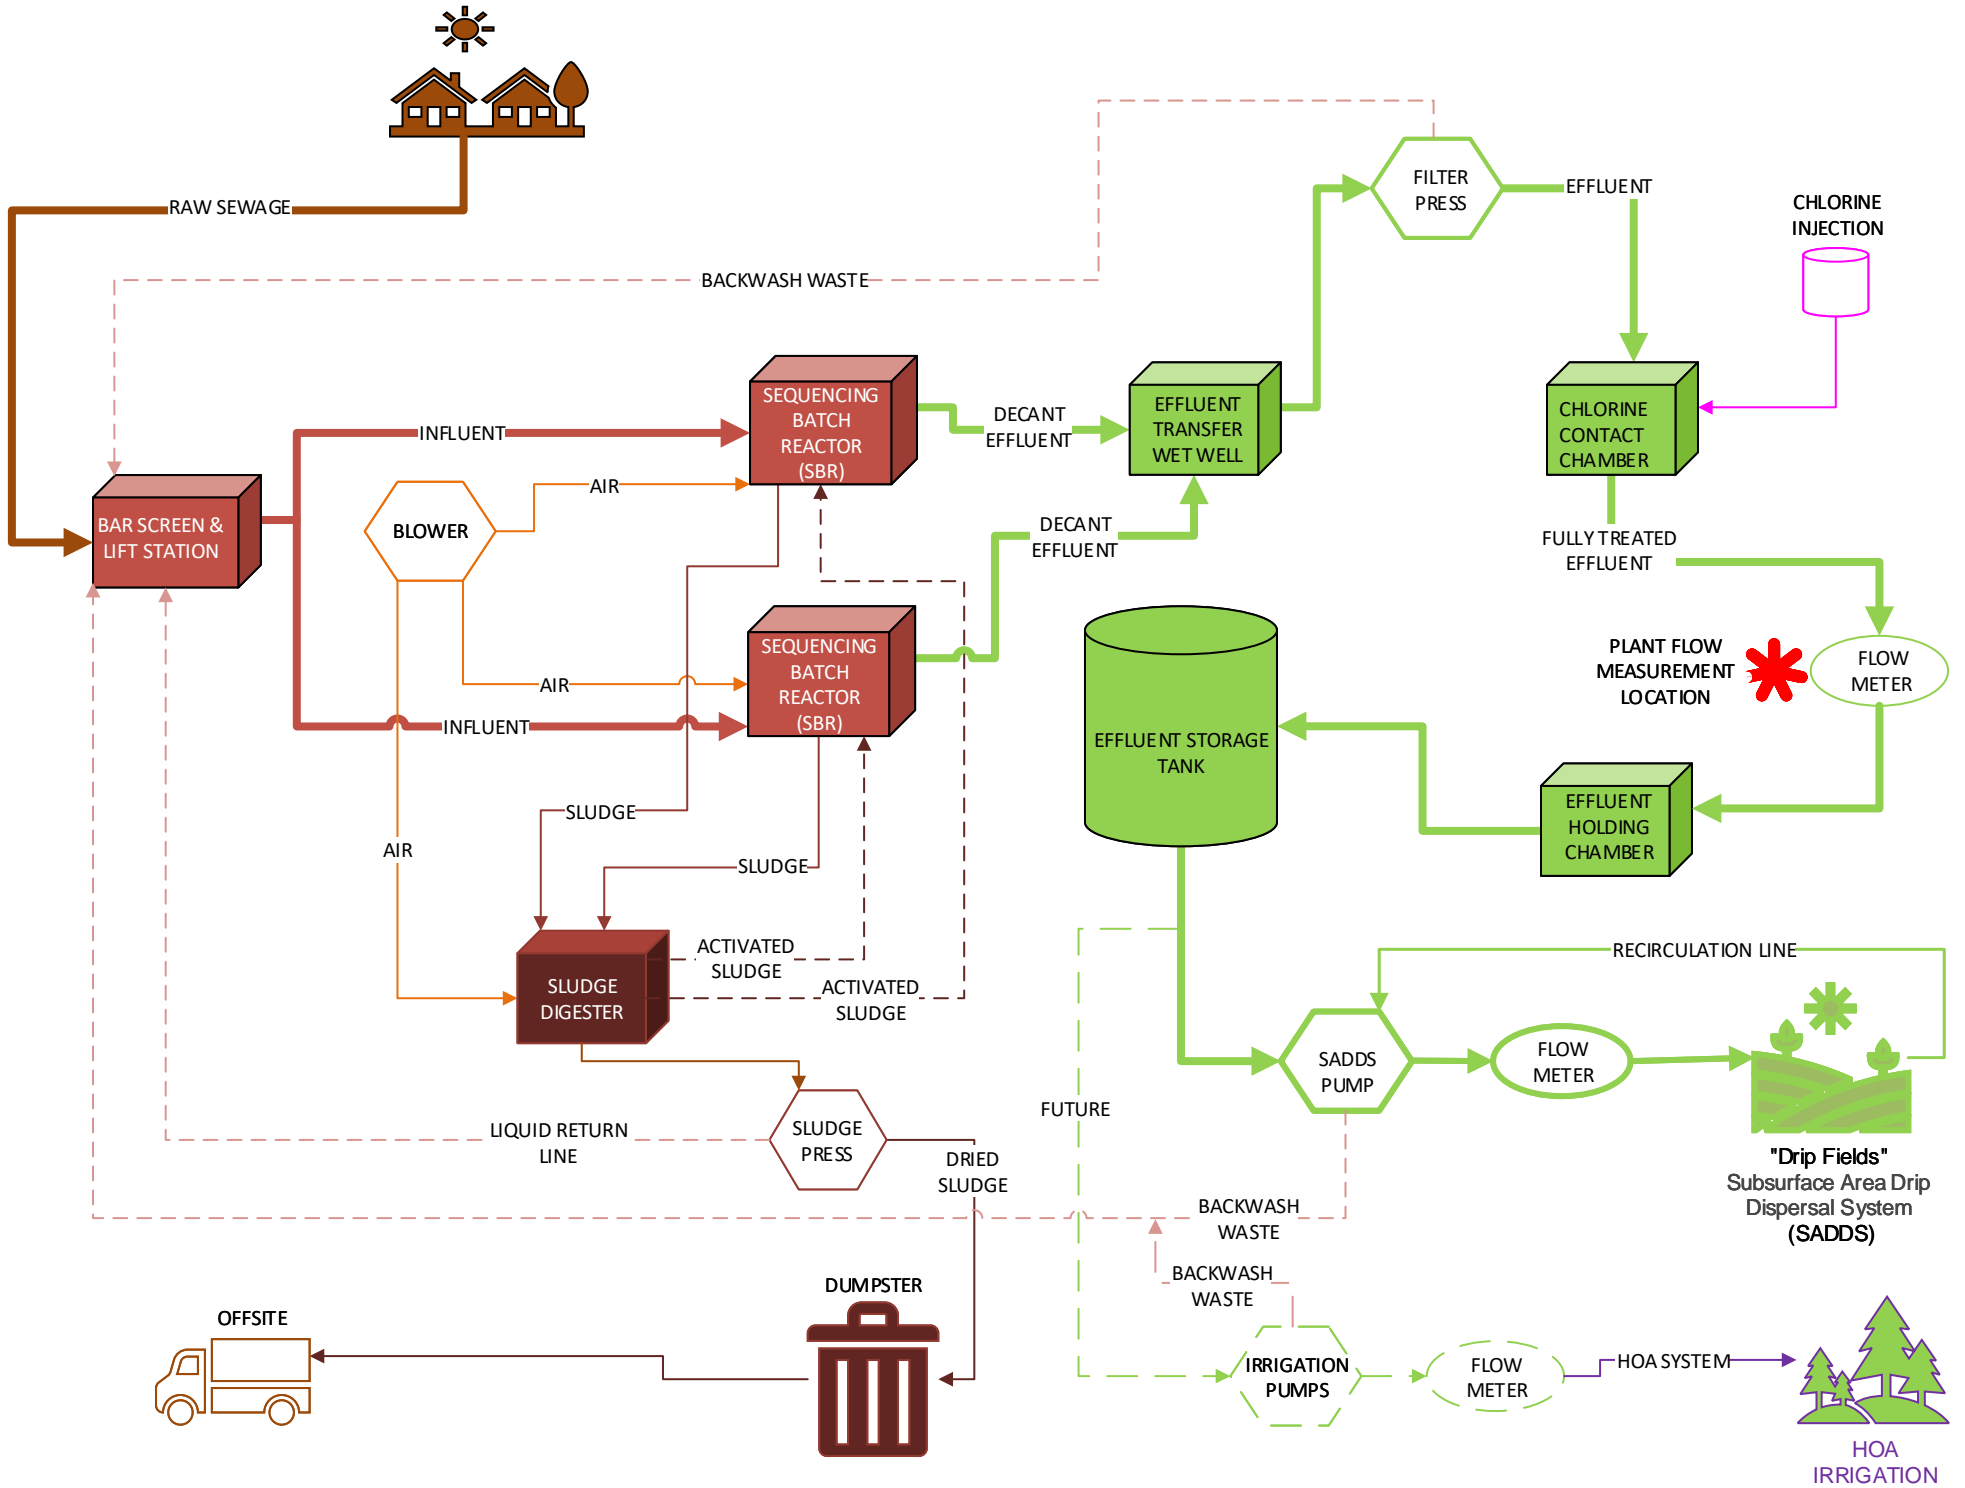 RAW SEWAGE
BACKWASH WASTE
FILTER
PRESS
EFFLUENT
CHLORINE
INJECTION
SEQUENCING
BATCH
REACTOR
(SBR)
INFLUENT
DECANT
EFFLUENT
EFFLUENT
TRANSFER
WET WELL
CHLORINE
CONTACT
CHAMBER
BAR SCREEN &
LIFT STATION
BLOWER
AIR
DECANT
EFFLUENT
FULLY TREATED
EFFLUENT
SEQUENCING
BATCH
REACTOR
(SBR)
AIR
INFLUENT
PLANT FLOW
MEASUREMENT
LOCATION
FLOW
METER
EFFLUENT STORAGE
TANK
EFFLUENT
HOLDING
CHAMBER
SLUDGE
AIR
SLUDGE
ACTIVATED
SLUDGE
ACTIVATED
SLUDGE
SLUDGE
DIGESTER
RECIRCULATION LINE
SADDS
PUMP
FLOW
METER
FUTURE
LIQUID RETURN
LINE
SLUDGE
PRESS
DRIED
SLUDGE
"Drip Fields"
Subsurface Area Drip
Dispersal System
(SADDS)
BACKWASH
WASTE
BACKWASH
WASTE
DUMPSTER
OFFSITE
IRRIGATION
PUMPS
FLOW
METER
HOA SYSTEM
HOA
IRRIGATION